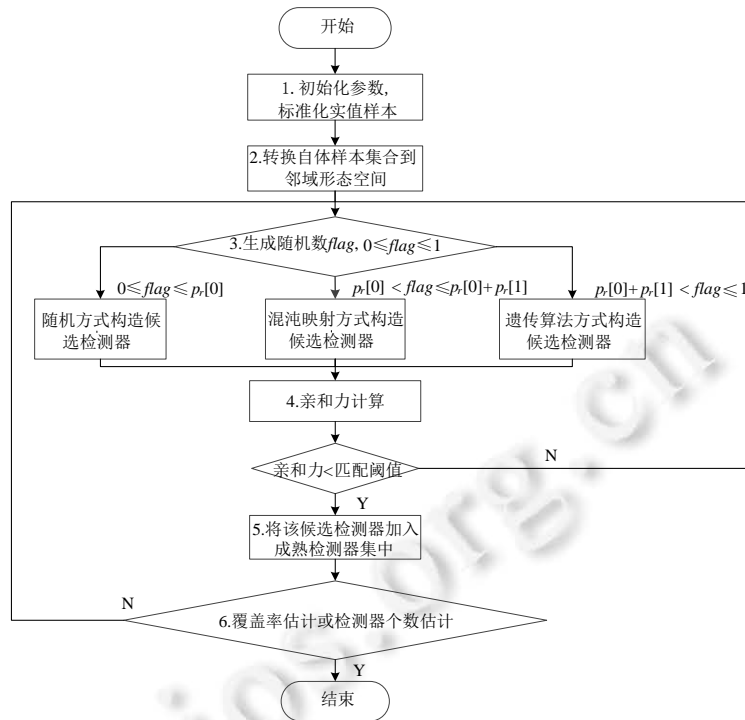 开始
1. 初始化参数,
标准化实值样本
2.转换自体样本集合到
邻域形态空间
3.生成随机数flag, 0≤flag≤1
0≤flag≤pr[0]
pr[0]<flag≤pr[0]+pr[1]
pr[0]+pr[1]<flag≤1
随机方式构造候
选检测器
混沌映射方式构造
候选检测器
遗传算法方式构造
候选检测器
4.亲和力计算
亲和力<匹配阈值
N
Y
5.将该候选检测器加入
成熟检测器集中
N
6.覆盖率估计或检测器个数估计
Y
结束